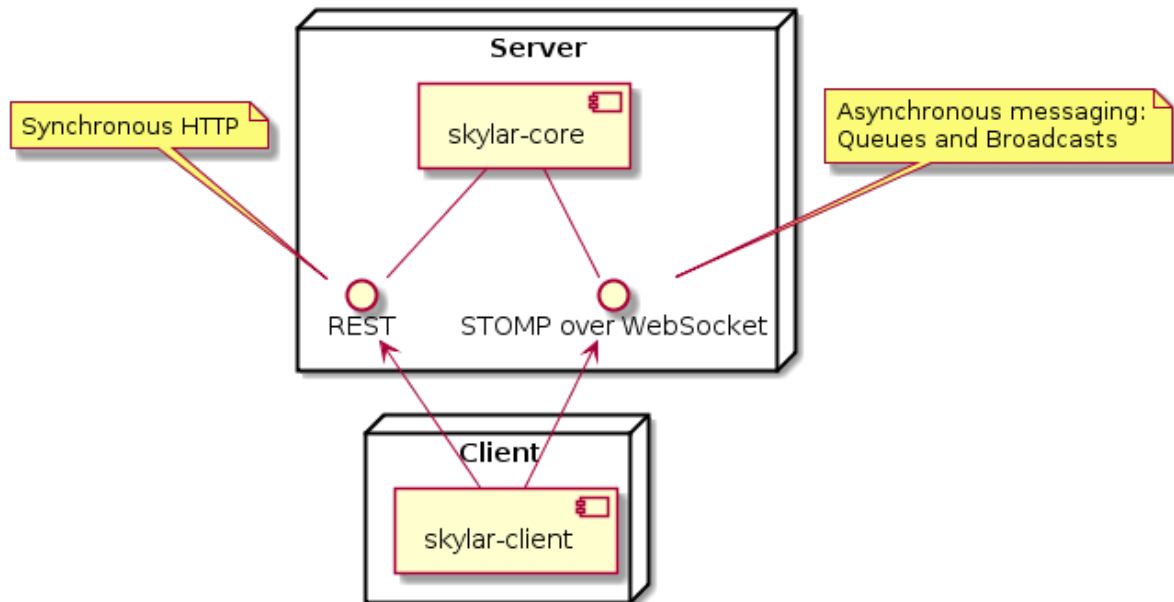 Server
skylar-core
Synchronous HTTP
Asynchronous messaging:
Queues and Broadcasts
REST
STOMP over WebSocket
Client
skylar-client